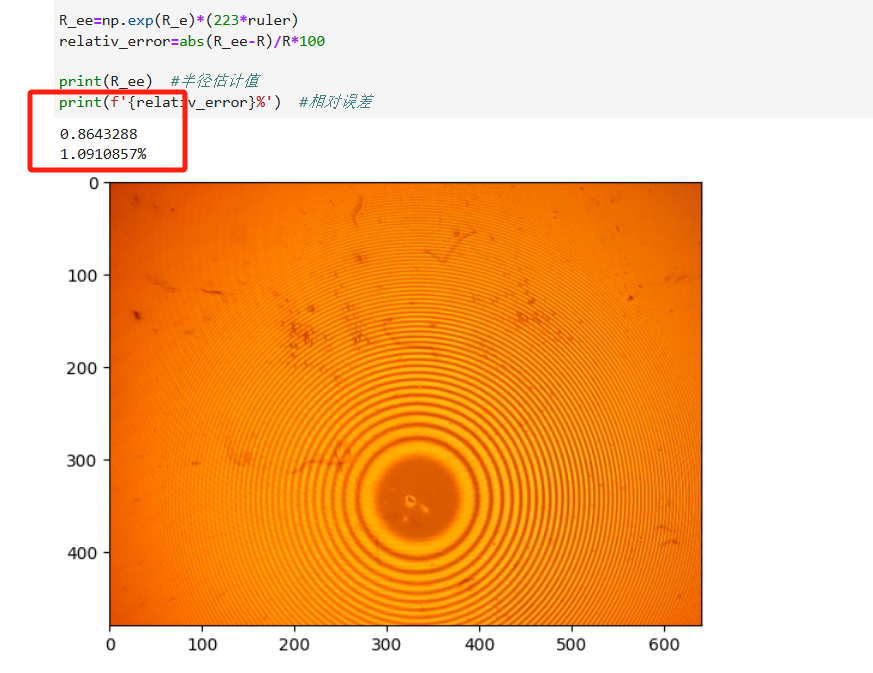 R_ee=np.exp(R_e)*(223*ruler)
relativ_error=abs(R_ee-R)/R*100
print(R_ee)  #半径估计值
print(f'{relativ_error}%')  #相对误差
0.8643288
1.0910857%
0
100
200
300
400
0 100 200 300 400 500 600